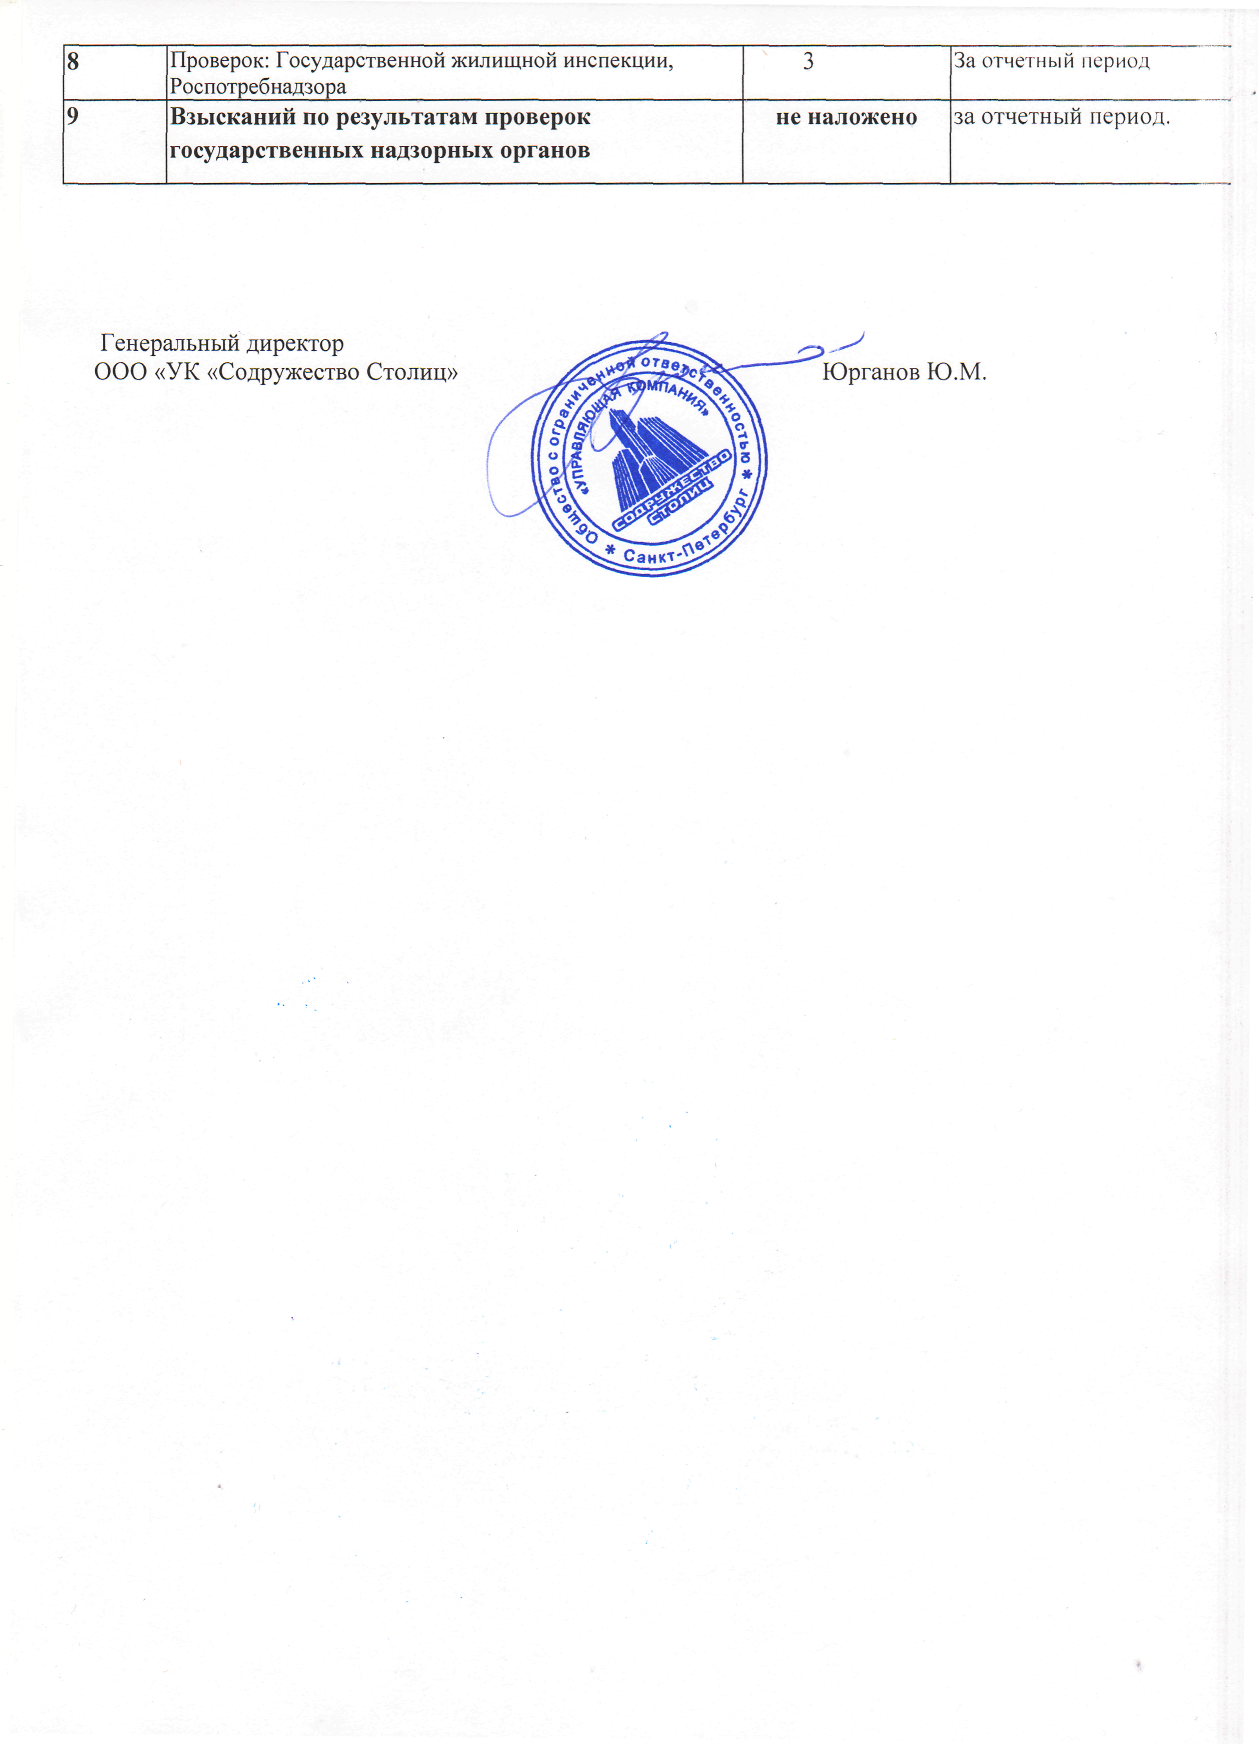 8 Проверок: Государственной жилищной инспекции, 3 За отчетный период
Роспотребнадзора
9 Взысканий по результатам проверок не наложено за отчетный период.
государственных надзорных органов
Генеральный директор
ООО «УК «Содружество Столиц» Юрганов Ю.М.
Общество с ограниченной ответственностью * Санкт-Петербург *
«УПРАВЛЯЮЩАЯ КОМПАНИЯ»
СОДРУЖЕСТВО
СТОЛИЦ